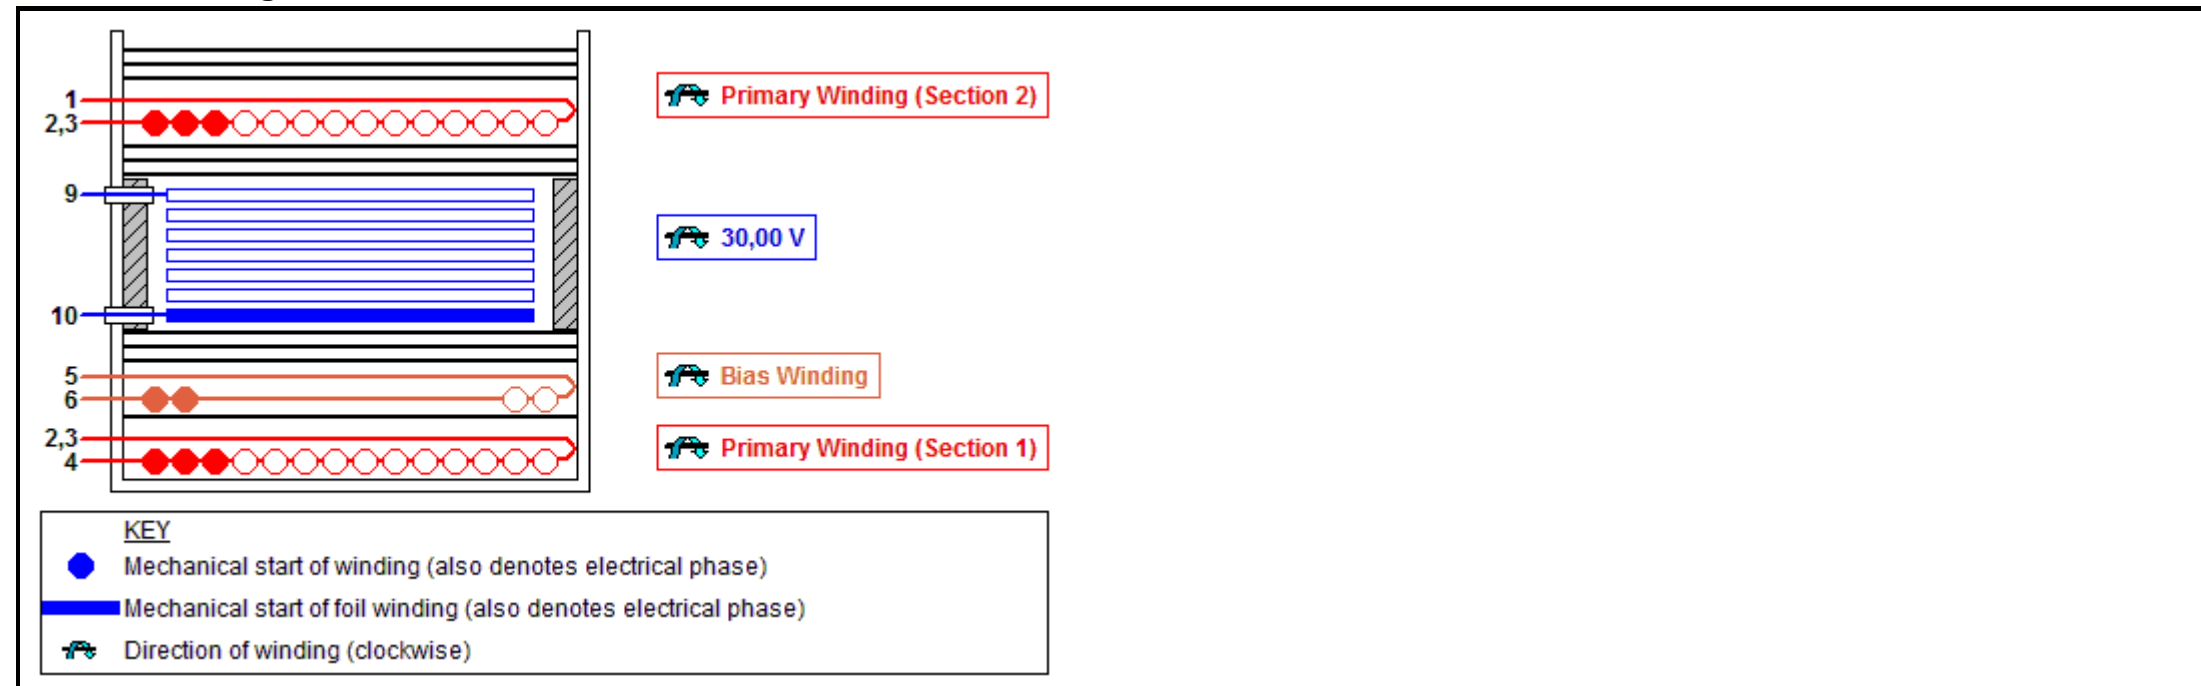 1
Primary Winding (Section 2)
2,3
9
30,00 V
10
5
Bias Winding
6
2,3
Primary Winding (Section 1)
4
KEY
Mechanical start of winding (also denotes electrical phase)
Mechanical start of foil winding (also denotes electrical phase)
Direction of winding (clockwise)